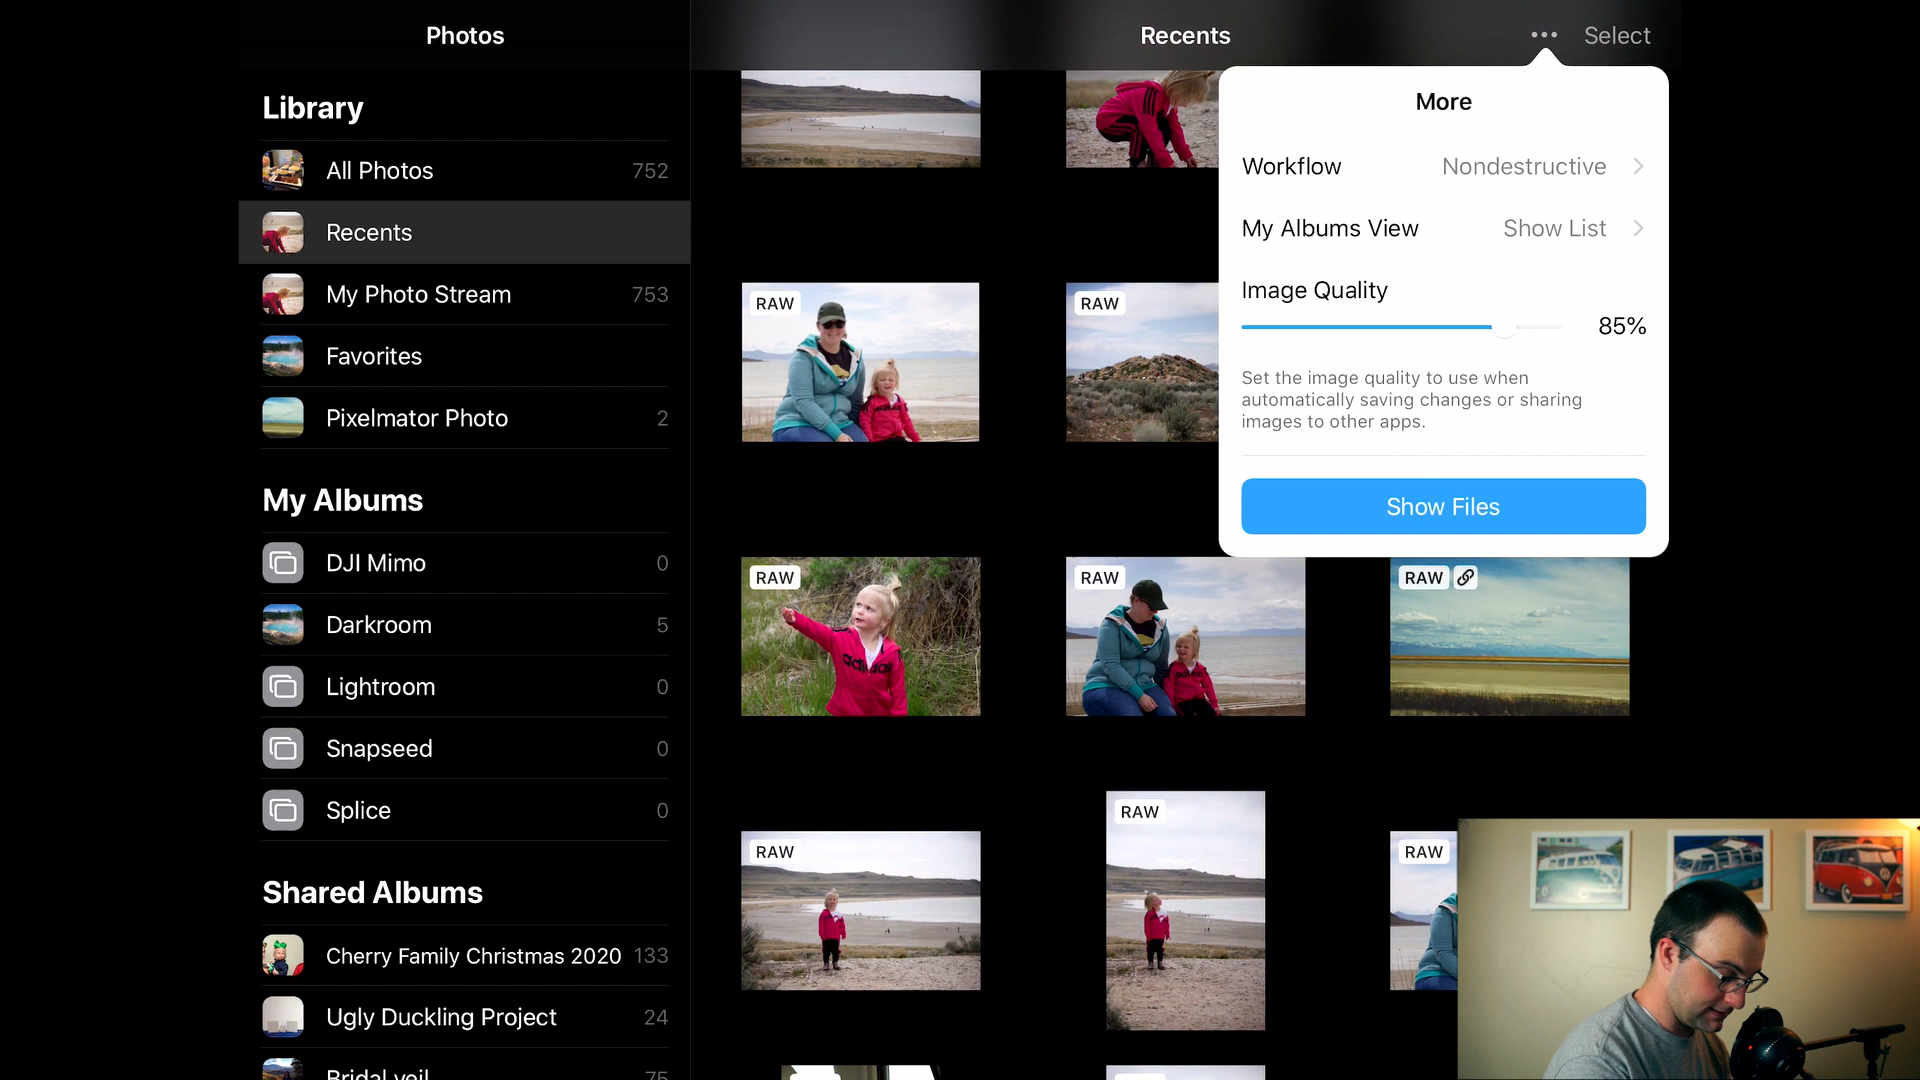 Photos
Recents
Select
Library
All Photos 752
Recents
My Photo Stream 753
Favorites
Pixelmator Photo 2
My Albums
DJI Mimo 0
Darkroom 5
Lightroom 0
Snapseed 0
Splice 0
Shared Albums
Cherry Family Christmas 2020 133
Ugly Duckling Project 24
Bridal veil 75
More
Workflow Nondestructive
My Albums View Show List
Image Quality
85%
Set the image quality to use when
automatically saving changes or sharing
images to other apps.
Show Files
RAW
RAW
RAW
RAW
RAW
adidas
RAW
RAW
RAW